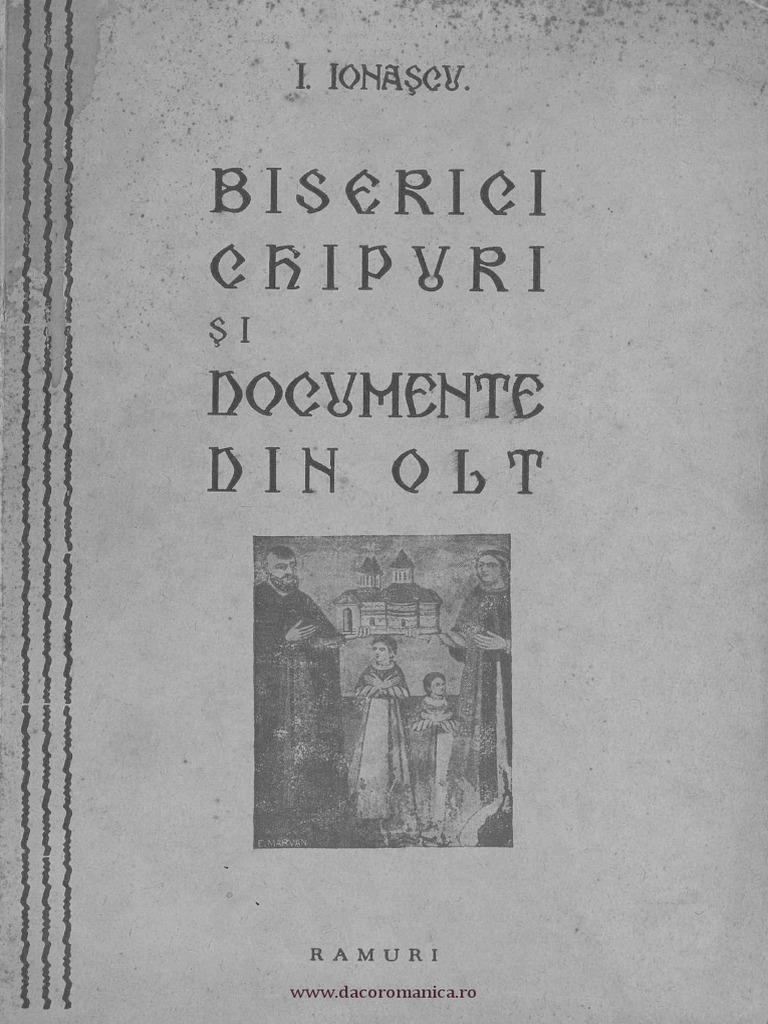 I. IONAŞCU.
BISERICI
CHIPURI
ŞI
DOCUMENTE
DIN OLT
E. MARVAN
RAMURI
www.dacoromanica.ro